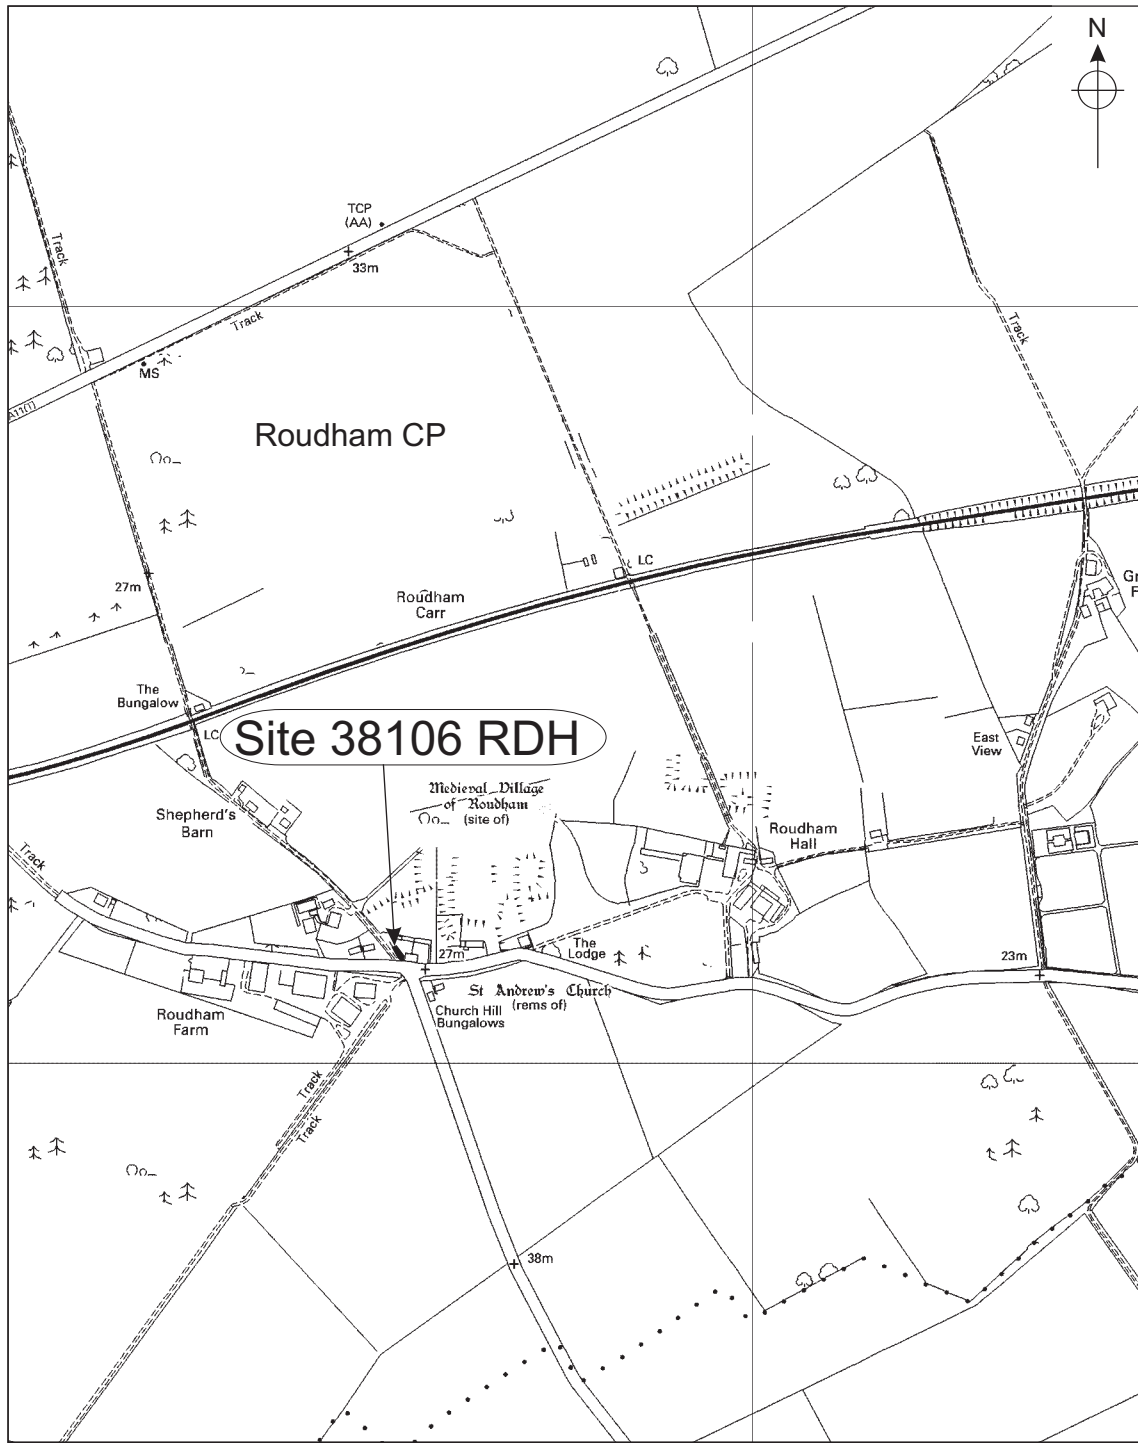 N
TCP
(AA)
33m
Track
Track
Track
MS
A11(T)
Roudham CP
27m
LC
Roudham
Carr
The
Bungalow
LC
Site 38106 RDH
East
View
Medieval Village
of Roudham
(site of)
Shepherd's
Barn
Roudham
Hall
Track
27m
The
Lodge
23m
St Andrew's Church
(rems of)
Church Hill
Bungalows
Roudham
Farm
Track
Track
38m